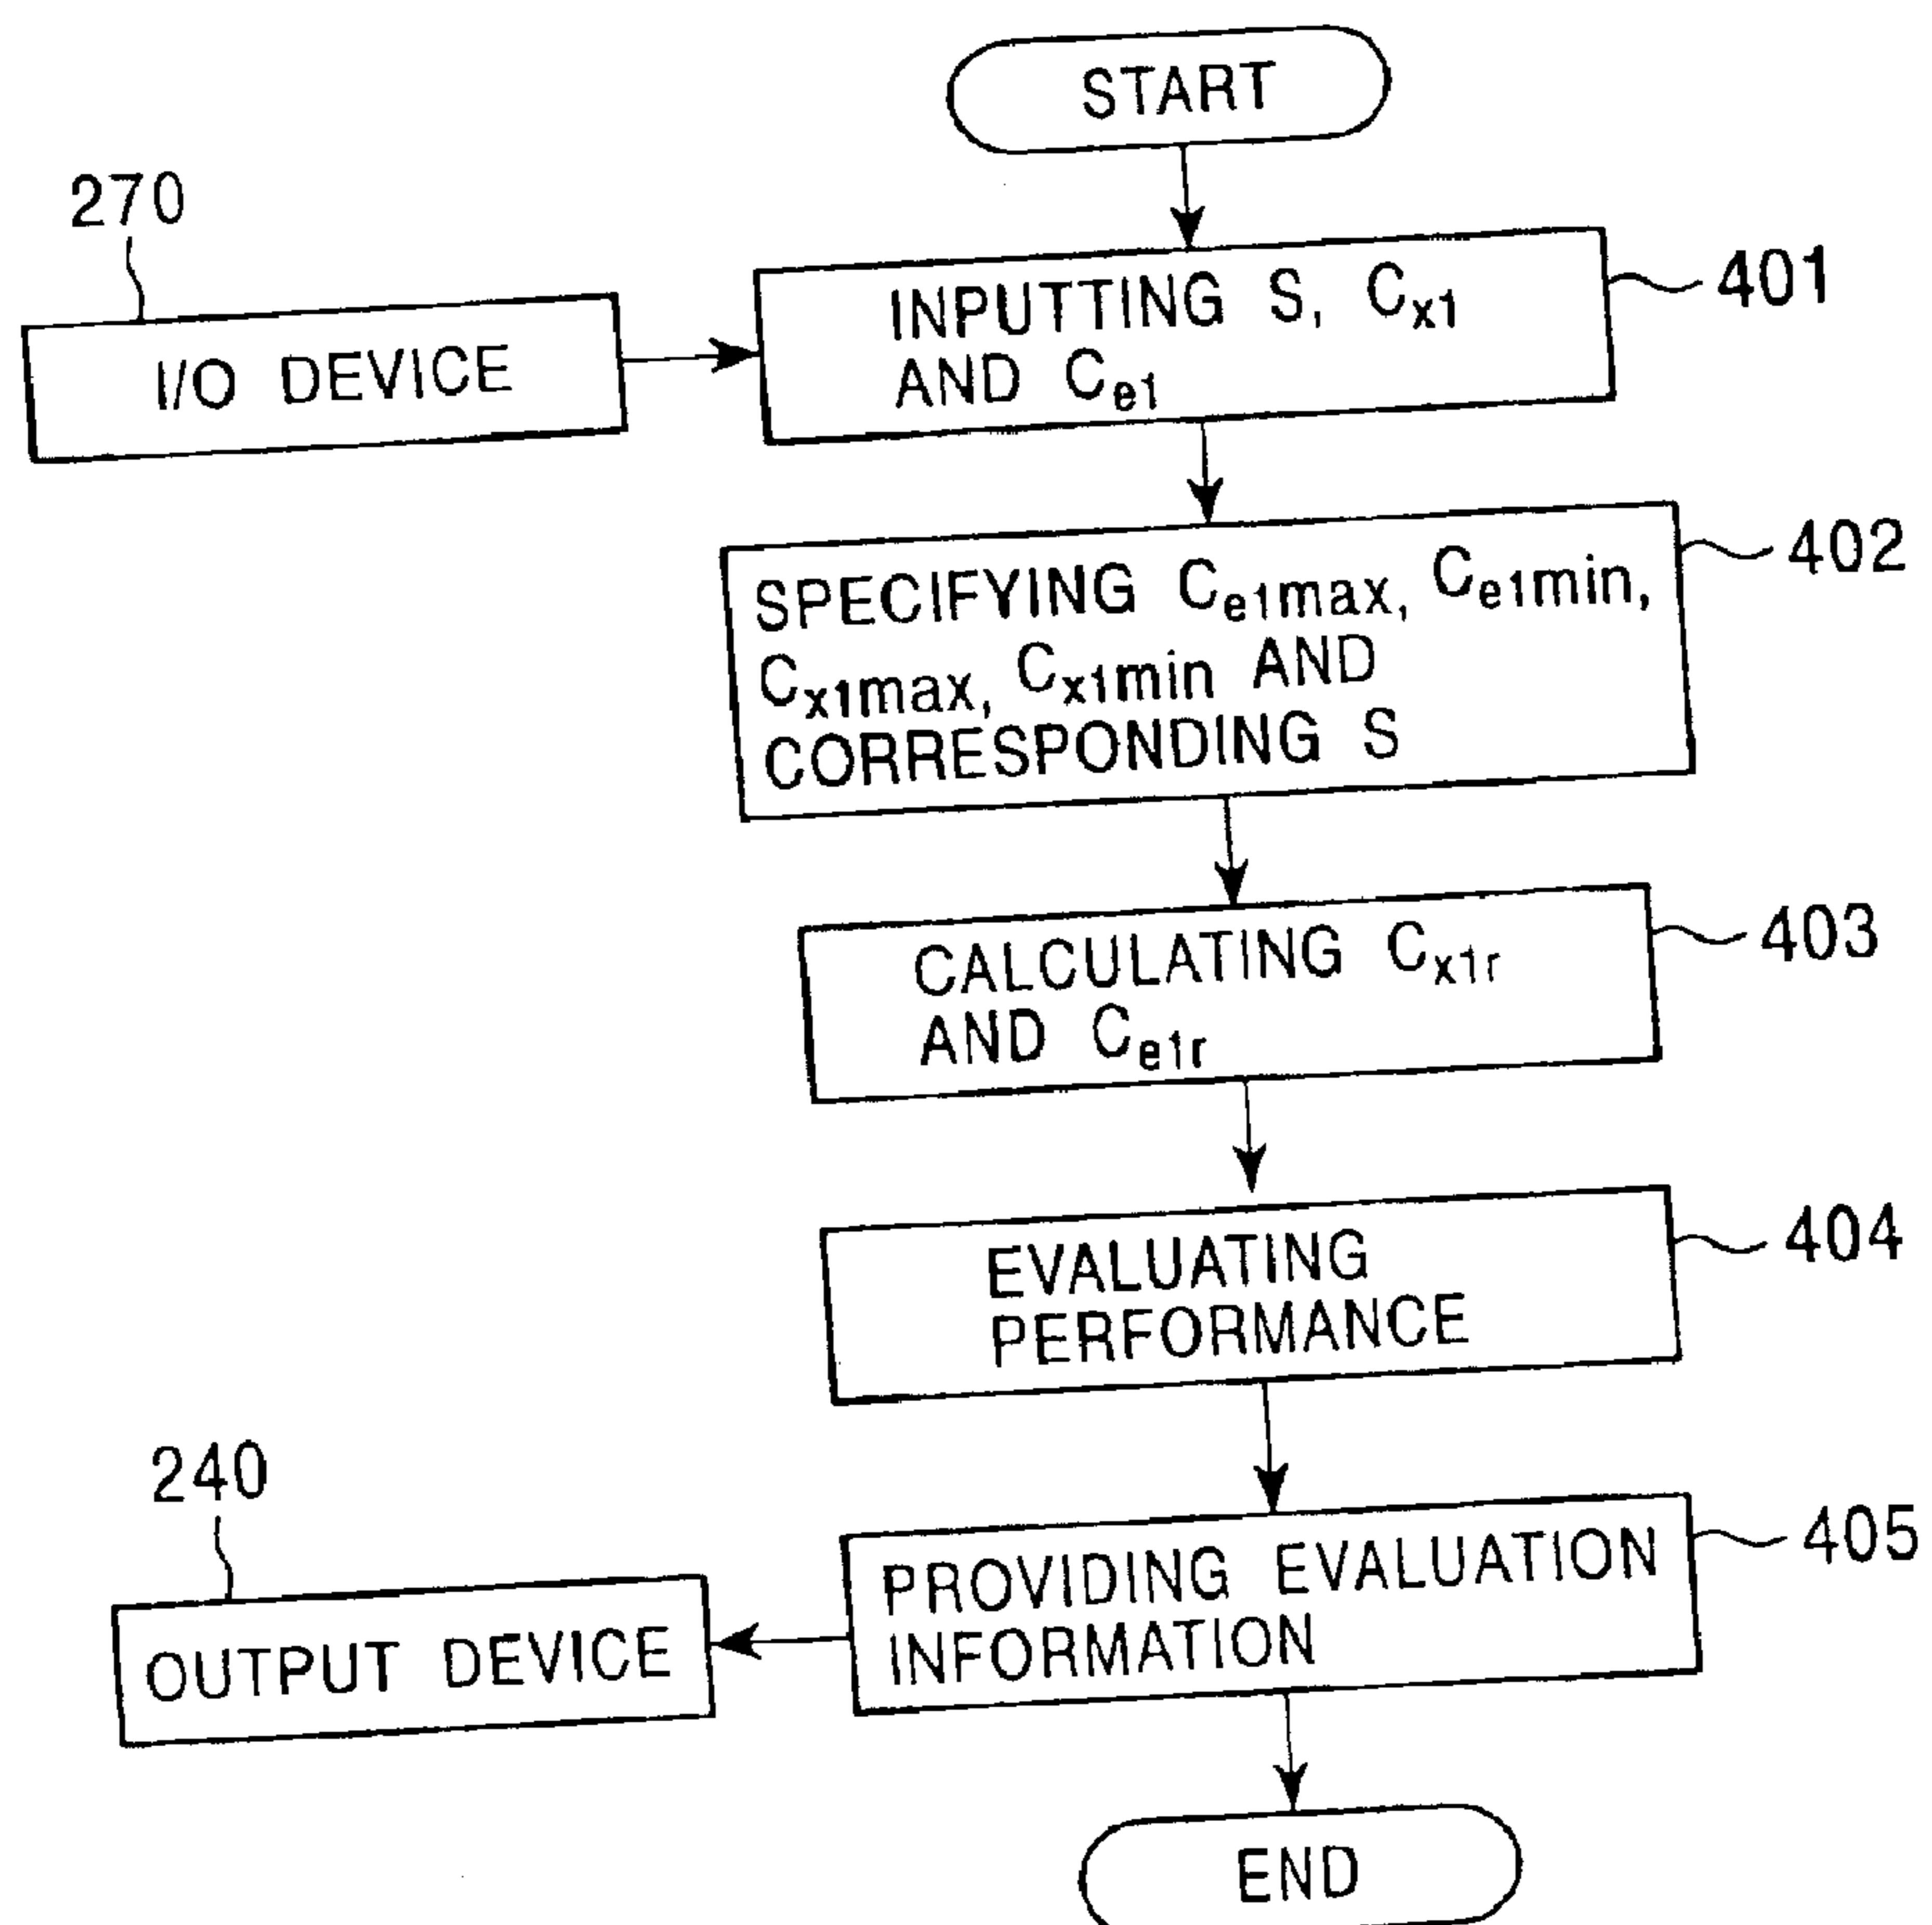 START
270
I/O DEVICE
INPUTTING S, Cx1
AND Ce1
401
SPECIFYING Ce1max, Ce1min,
Cx1max, Cx1min AND
CORRESPONDING S
402
CALCULATING Cx1r
AND Ce1r
403
EVALUATING
PERFORMANCE
404
240
OUTPUT DEVICE
PROVIDING EVALUATION
INFORMATION
405
END